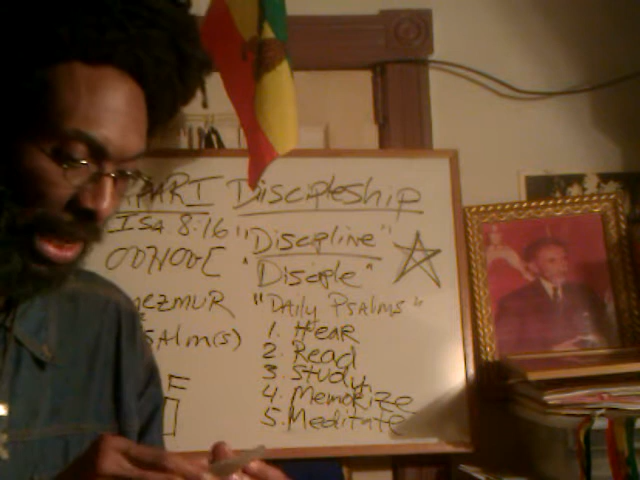 Discipleship
Isa. 8:16 "Discipline"
"Disciple"
mezmur "Daily Psalms"
Psalm(s) 1. Hear
2. Read
3. Study,
4. Memorize
5. Meditate